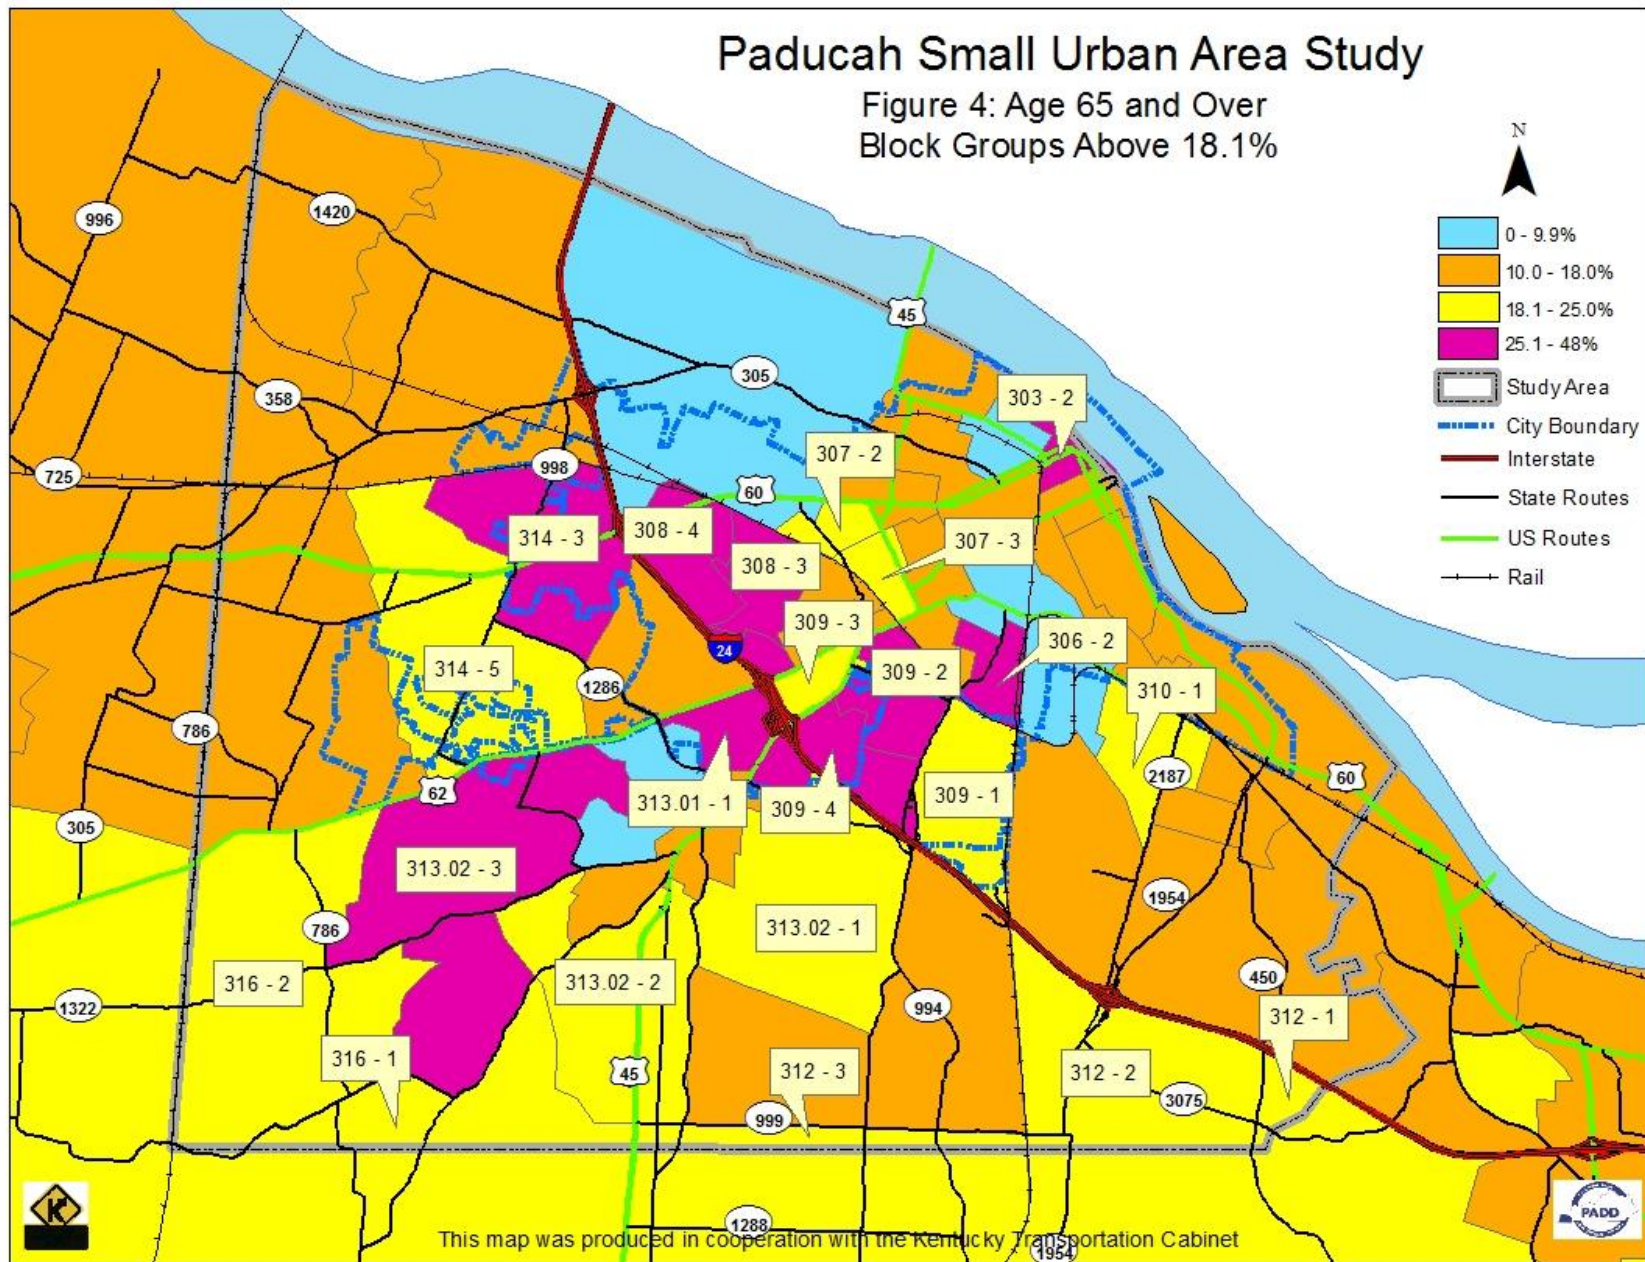 Paducah Small Urban Area Study
Figure 4: Age 65 and Over
Block Groups Above 18.1%
N
0 - 9.9%
10.0 - 18.0%
18.1 - 25.0%
25.1 - 48%
Study Area
City Boundary
Interstate
State Routes
US Routes
Rail
996
1420
45
305
358
303 - 2
307 - 2
725
998
60
314 - 3
308 - 4
307 - 3
308 - 3
309 - 3
306 - 2
24
314 - 5
309 - 2
1286
310 - 1
786
2187
60
62
313.01 - 1
309 - 4
309 - 1
305
313.02 - 3
1954
786
313.02 - 1
316 - 2
313.02 - 2
450
1322
994
312 - 1
316 - 1
45
312 - 3
312 - 2
3075
999
K
PADD
1288
This map was produced in cooperation with the Kentucky Transportation Cabinet
1954